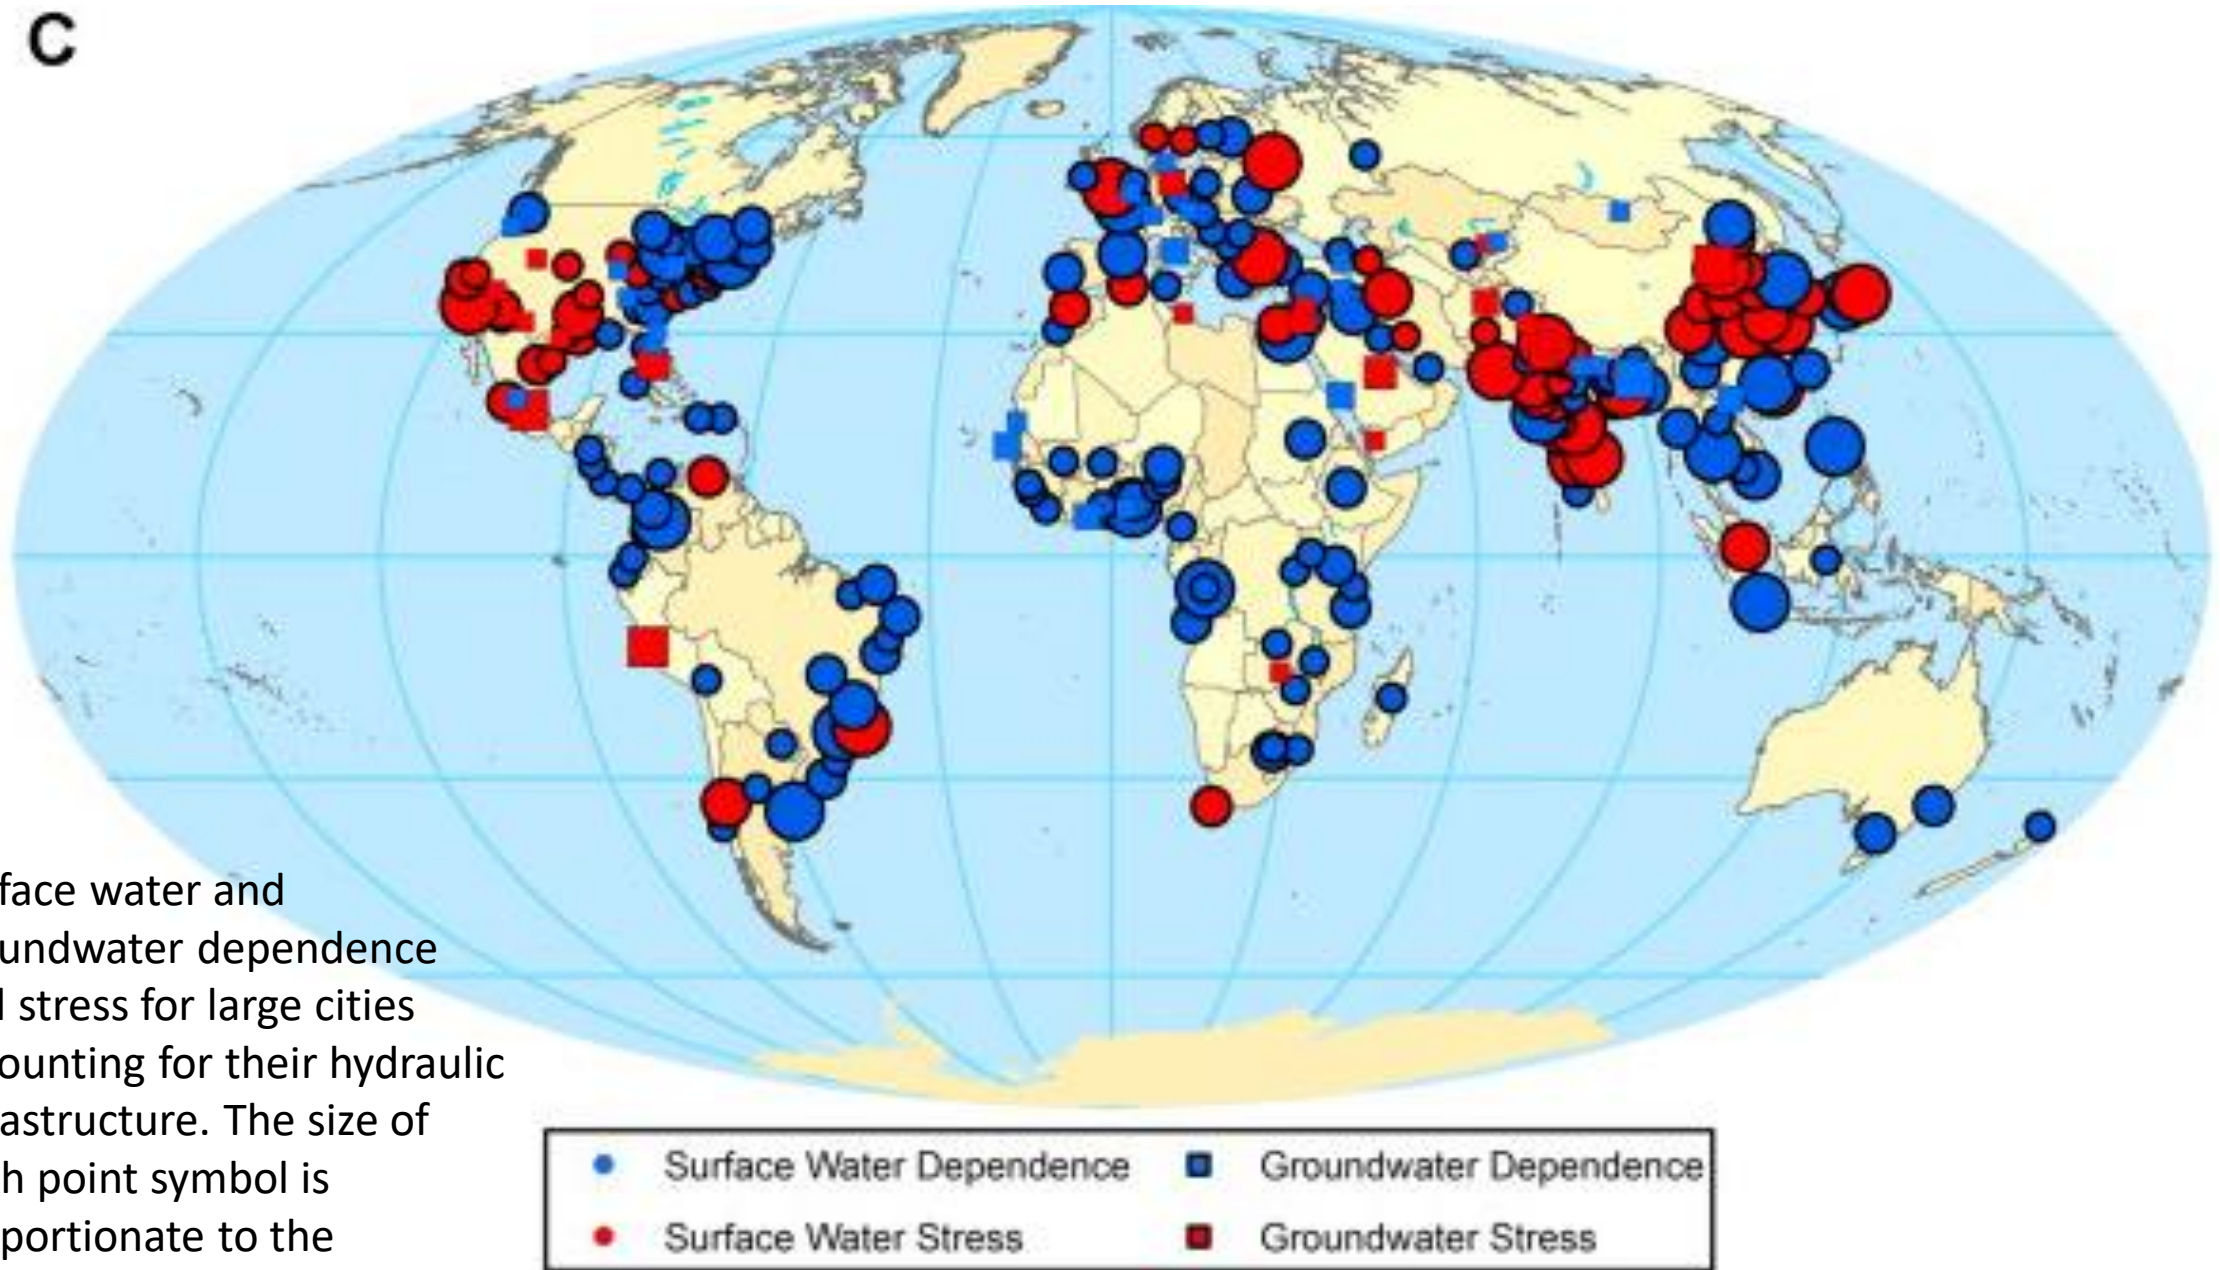 C
face water and
undwater dependence
l stress for large cities
ounting for their hydraulic
astructure. The size of
h point symbol is
portionate to the
Surface Water Dependence
Groundwater Dependence
Surface Water Stress
Groundwater Stress